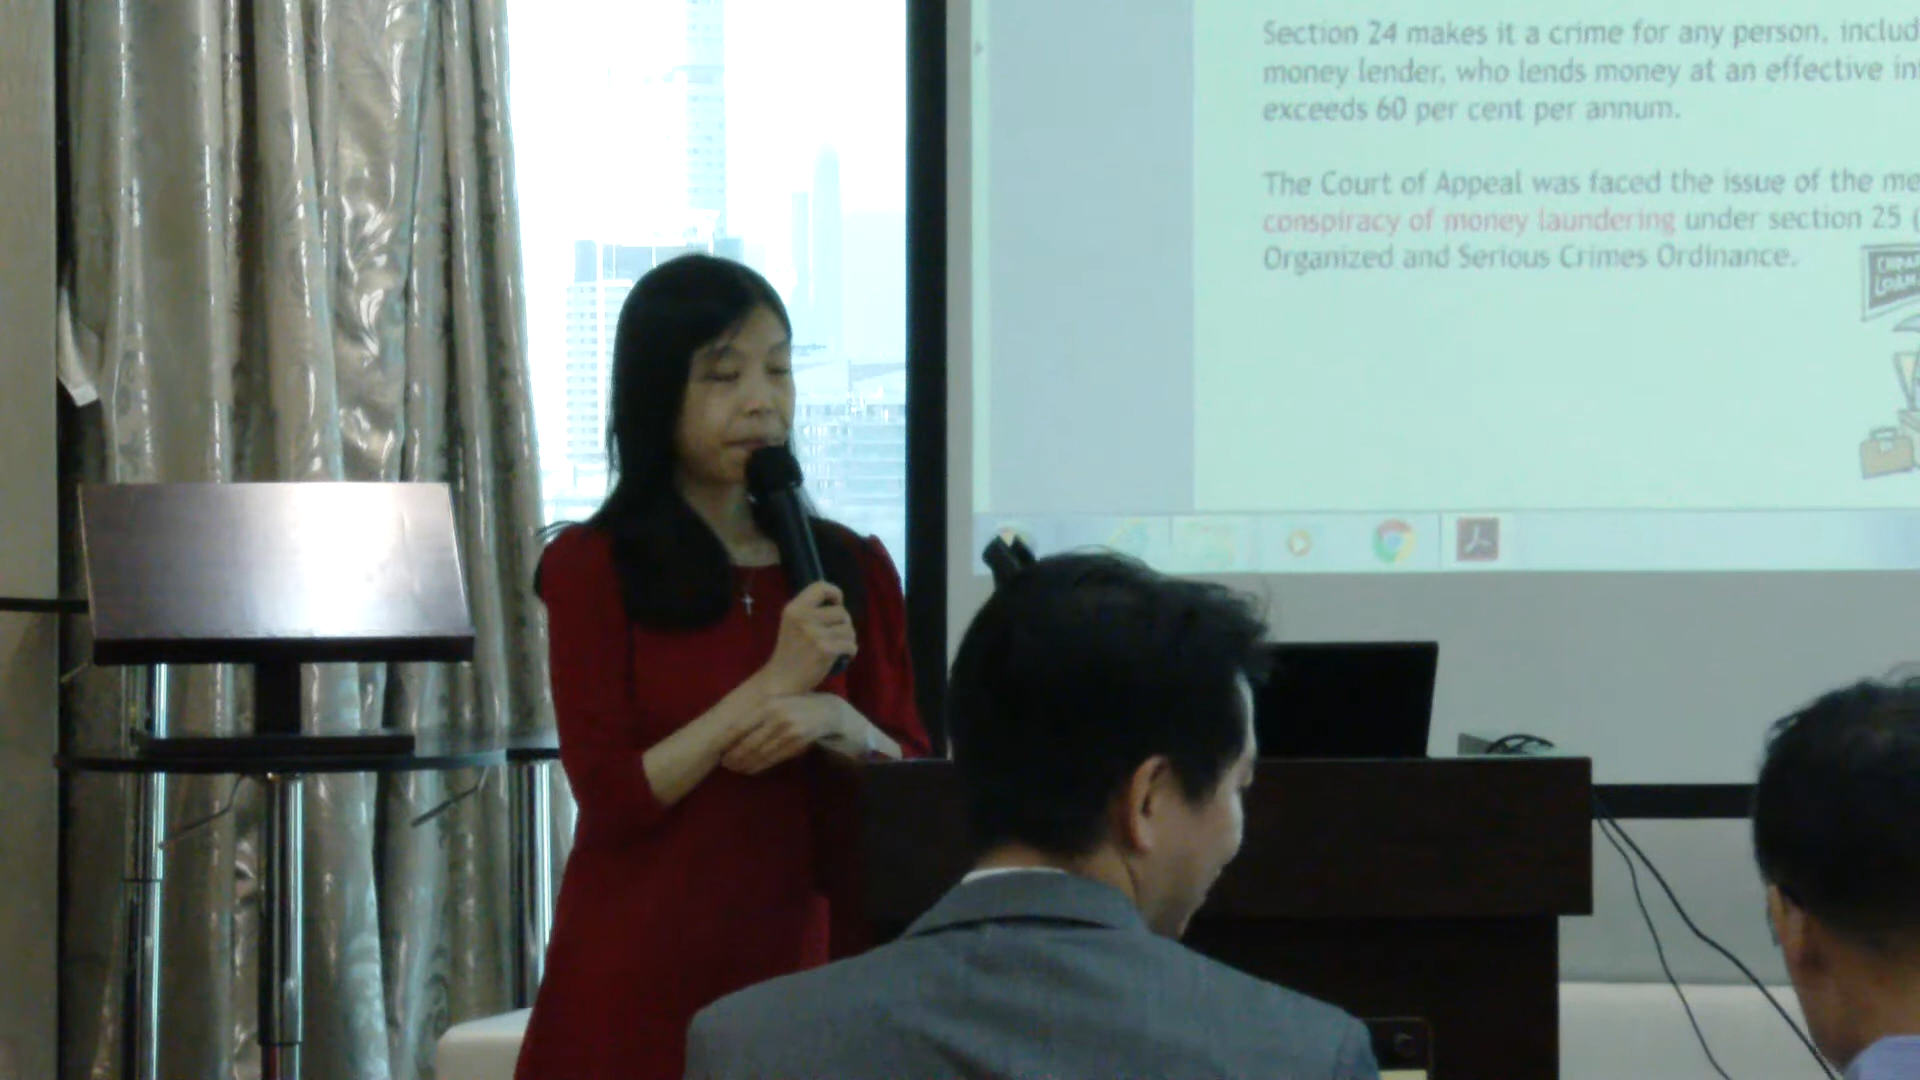 Section 24 makes it a crime for any person, includ
money lender, who lends money at an effective in
exceeds 60 per cent per annum.
The Court of Appeal was faced the issue of the me
conspiracy of money laundering under section 25 (
Organized and Serious Crimes Ordinance.